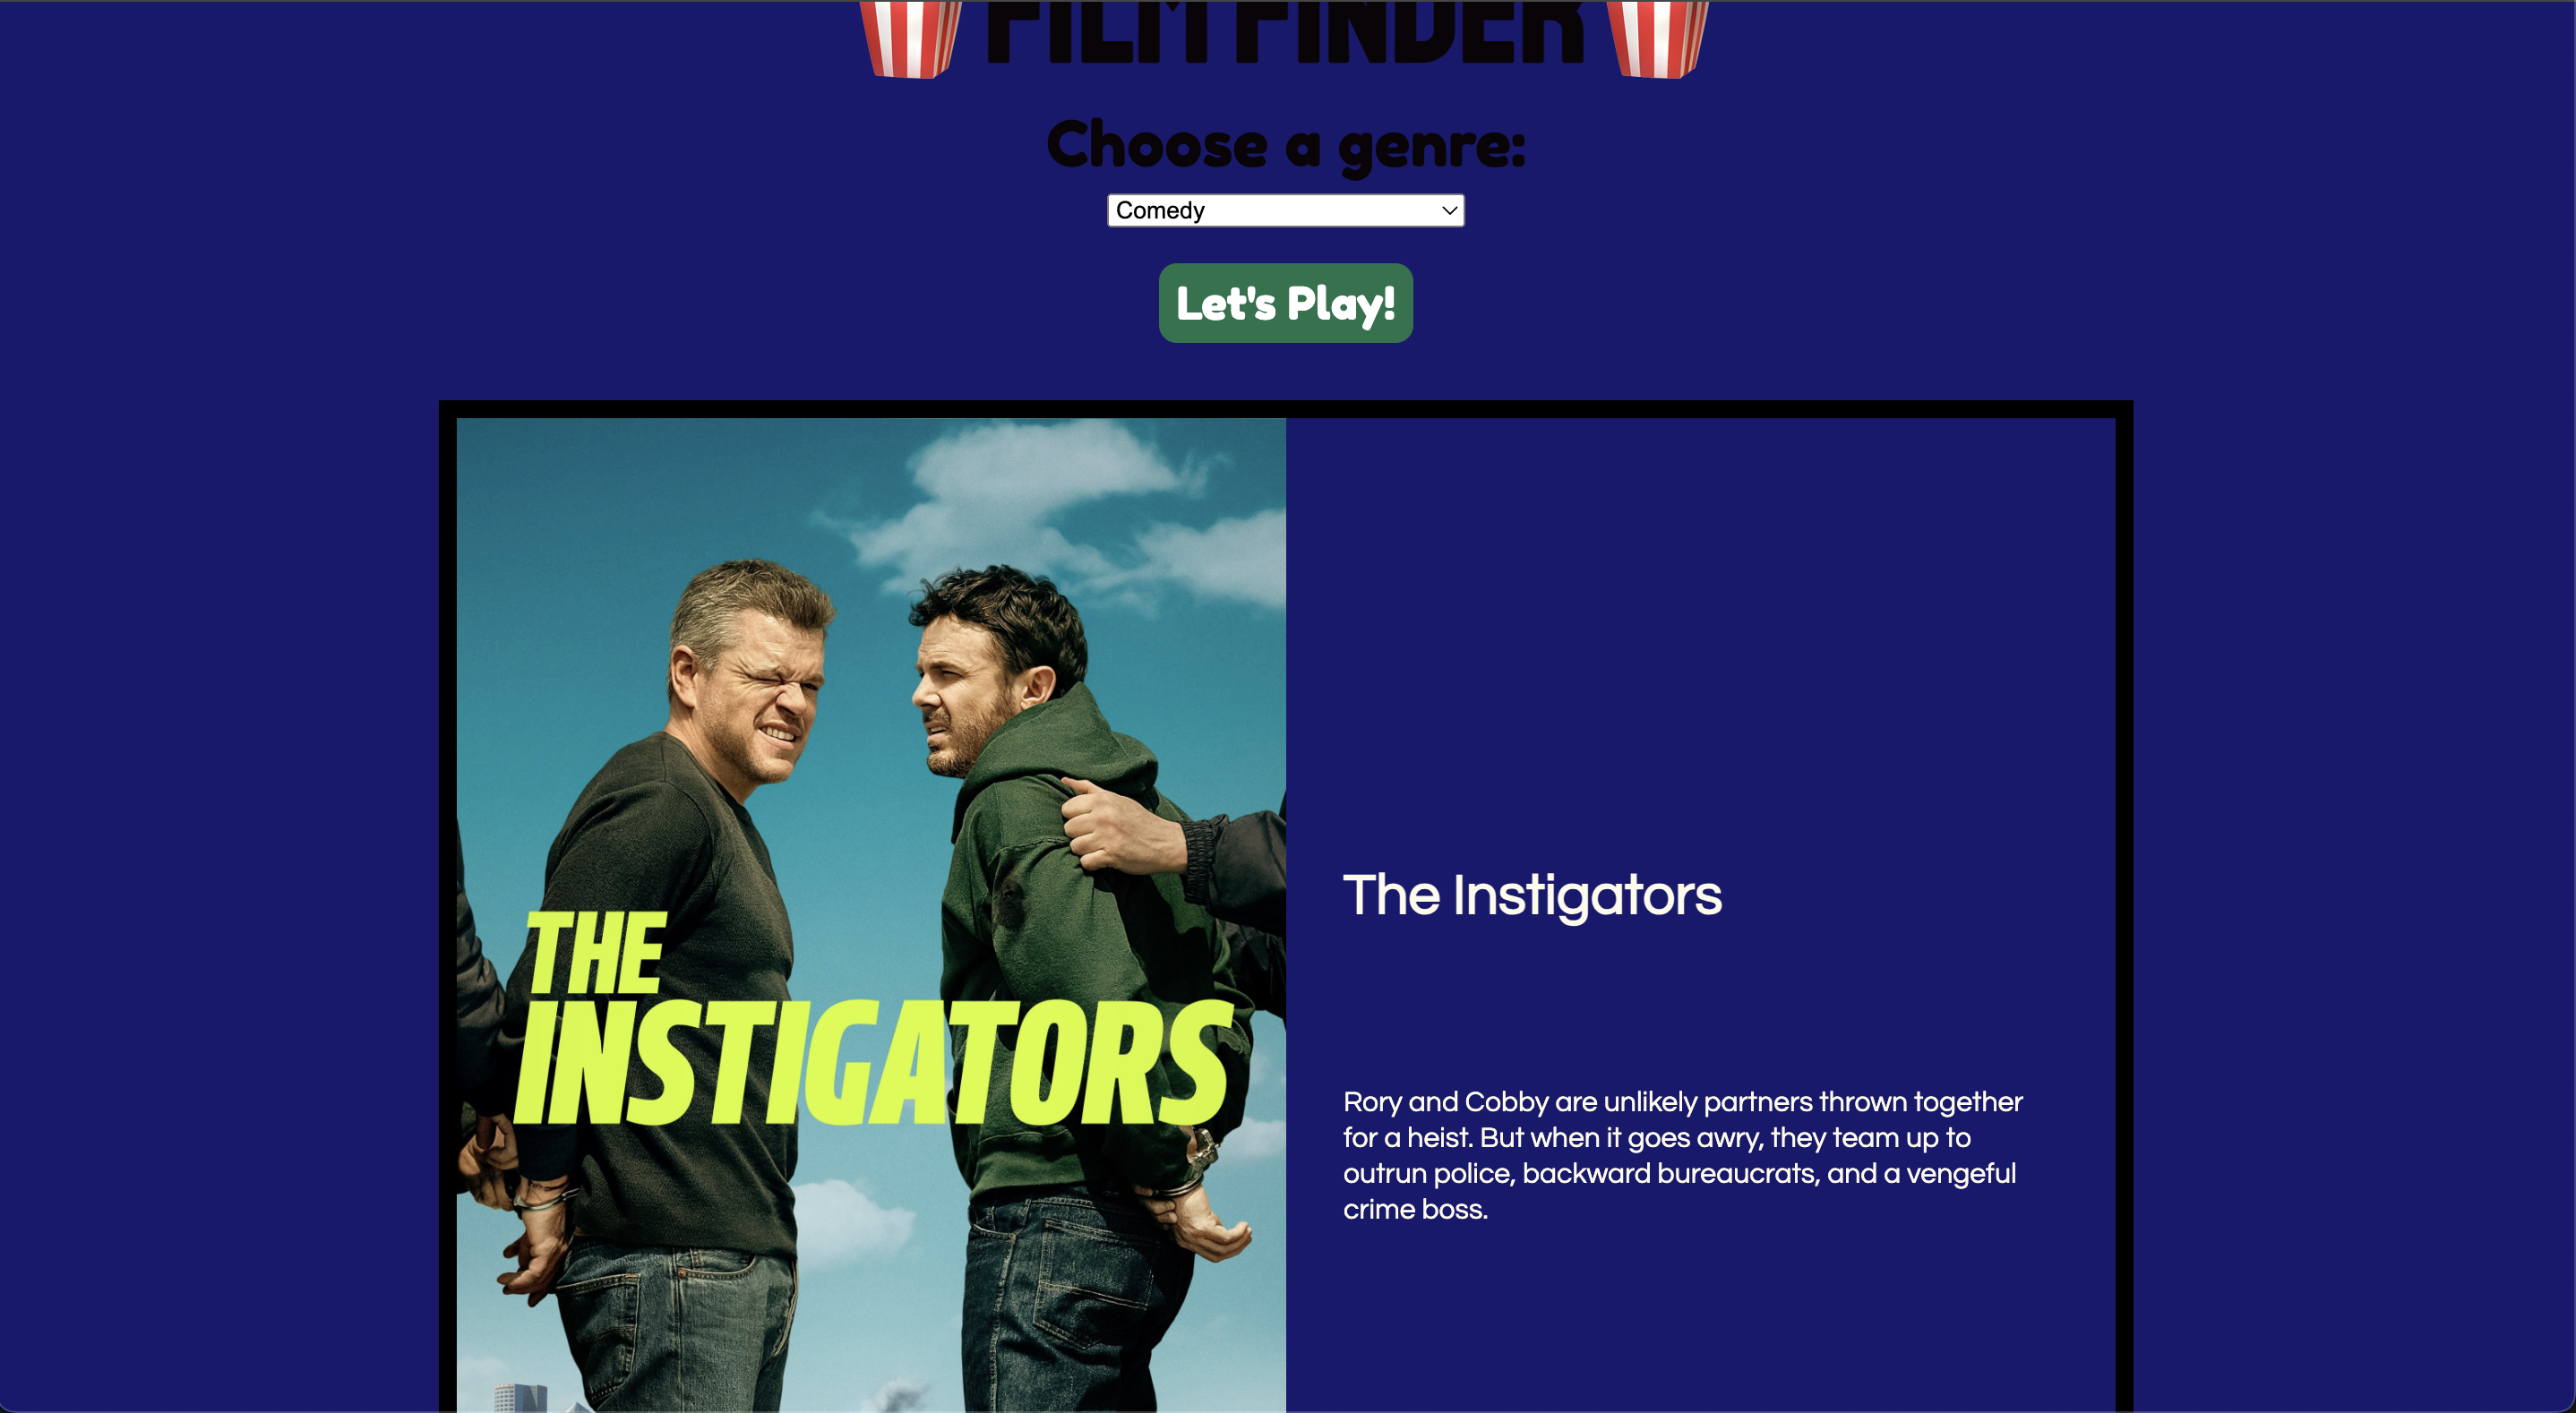 FILM FINDER
Choose a genre:
Comedy
Let's Play!
THE
INSTIGATORS
The Instigators
Rory and Cobby are unlikely partners thrown together
for a heist. But when it goes awry, they team up to
outrun police, backward bureaucrats, and a vengeful
crime boss.